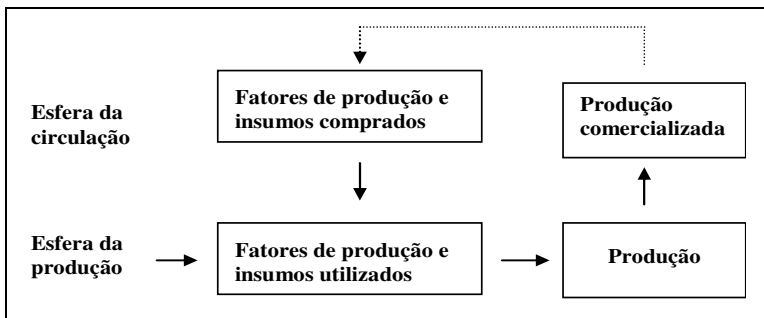 Esfera da
circulação
Fatores de produção e
insumos comprados
Produção
comercializada
Esfera da
produção
Fatores de produção e
insumos utilizados
Produção